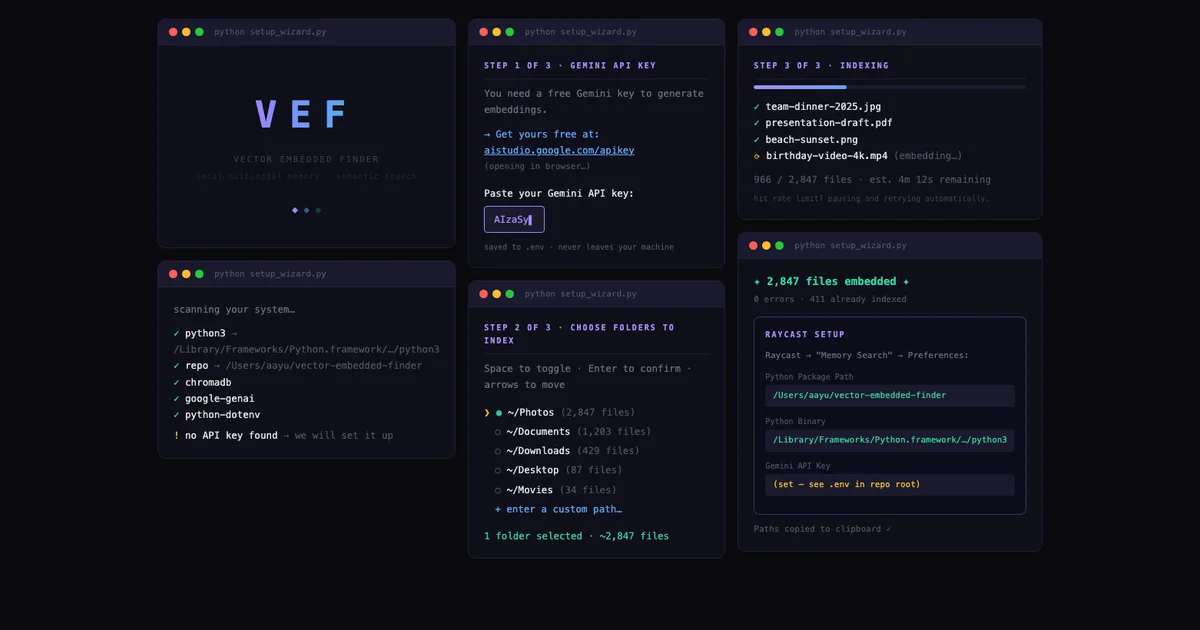 python setup_wizard.py
VEF
VECTOR EMBEDDED FINDER
local multimodal memory · semantic search
python setup_wizard.py
scanning your system…
✓ python3 →
/Library/Frameworks/Python.framework/…/python3
✓ repo → /Users/aayu/vector-embedded-finder
✓ chromadb
✓ google-genai
✓ python-dotenv
! no API key found → we will set it up
python setup_wizard.py
STEP 1 OF 3 · GEMINI API KEY
You need a free Gemini key to generate
embeddings.
→ Get yours free at:
aistudio.google.com/apikey
(opening in browser…)
Paste your Gemini API key:
AIzaSy
saved to .env · never leaves your machine
python setup_wizard.py
STEP 2 OF 3 · CHOOSE FOLDERS TO
INDEX
Space to toggle · Enter to confirm ·
arrows to move
❯ ● ~/Photos (2,847 files)
○ ~/Documents (1,203 files)
○ ~/Downloads (429 files)
○ ~/Desktop (87 files)
○ ~/Movies (34 files)
+ enter a custom path…
1 folder selected · ~2,847 files
python setup_wizard.py
STEP 3 OF 3 · INDEXING
✓ team-dinner-2025.jpg
✓ presentation-draft.pdf
✓ beach-sunset.png
⟳ birthday-video-4k.mp4 (embedding…)
966 / 2,847 files · est. 4m 12s remaining
hit rate limit? pausing and retrying automatically.
python setup_wizard.py
✦ 2,847 files embedded ✦
0 errors · 411 already indexed
RAYCAST SETUP
Raycast → "Memory Search" → Preferences:
Python Package Path
/Users/aayu/vector-embedded-finder
Python Binary
/Library/Frameworks/Python.framework/…/python3
Gemini API Key
(set — see .env in repo root)
Paths copied to clipboard ✓